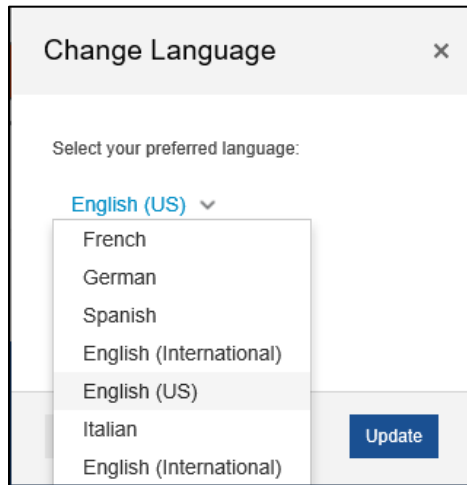 Change Language ×
Select your preferred language:
English (US)
French
German
Spanish
English (International)
English (US)
Italian
Update
English (International)